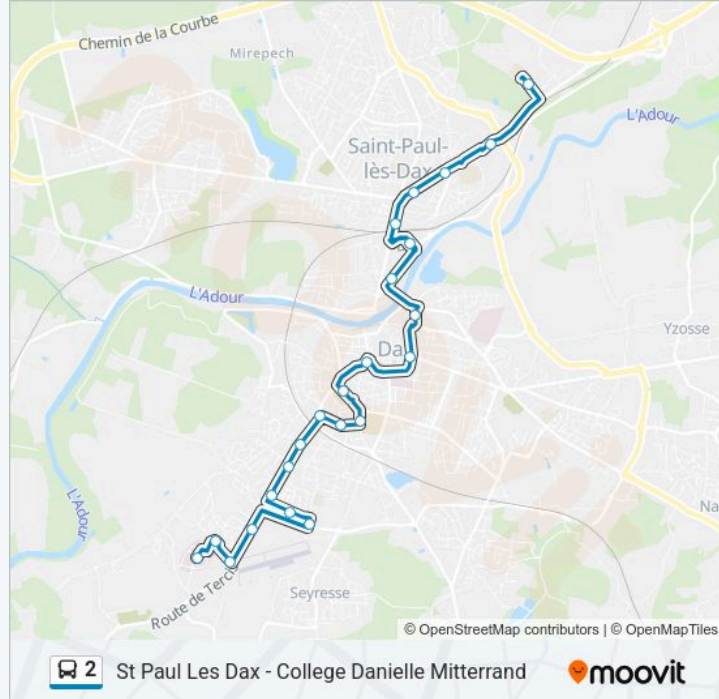 Chemin de la Courbe
Mirepech
L'Adour
Saint-Paul-
lès-Dax
L'Adour
Yzosse
Dax
L'Adour
Na
Route de Terci
Seyresse
© OpenStreetMap contributors | © OpenMapTiles
2 St Paul Les Dax - College Danielle Mitterrand
moovit